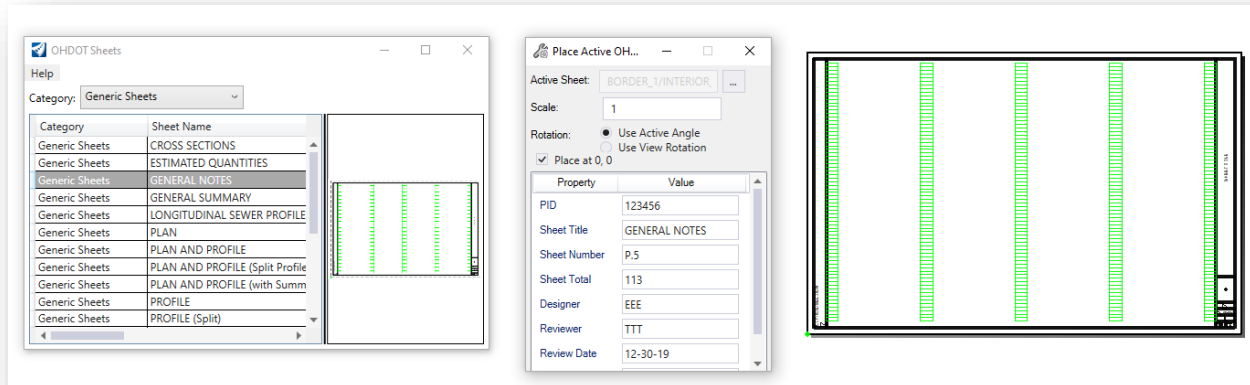 OHDOT Sheets
Help
Category: Generic Sheets
Category Sheet Name
Generic Sheets CROSS SECTIONS
Generic Sheets ESTIMATED QUANTITIES
Generic Sheets GENERAL NOTES
Generic Sheets GENERAL SUMMARY
Generic Sheets LONGITUDINAL SEWER PROFILE
Generic Sheets PLAN
Generic Sheets PLAN AND PROFILE
Generic Sheets PLAN AND PROFILE (Split Profile
Generic Sheets PLAN AND PROFILE (with Summ
Generic Sheets PROFILE
Generic Sheets PROFILE (Split)
Place Active OH...
Active Sheet: BORDER_1/INTERIOR_ ...
Scale: 1
Rotation: Use Active Angle
Use View Rotation
Place at 0, 0
Property Value
PID 123456
Sheet Title GENERAL NOTES
Sheet Number P.5
Sheet Total 113
Designer EEE
Reviewer TTT
Review Date 12-30-19